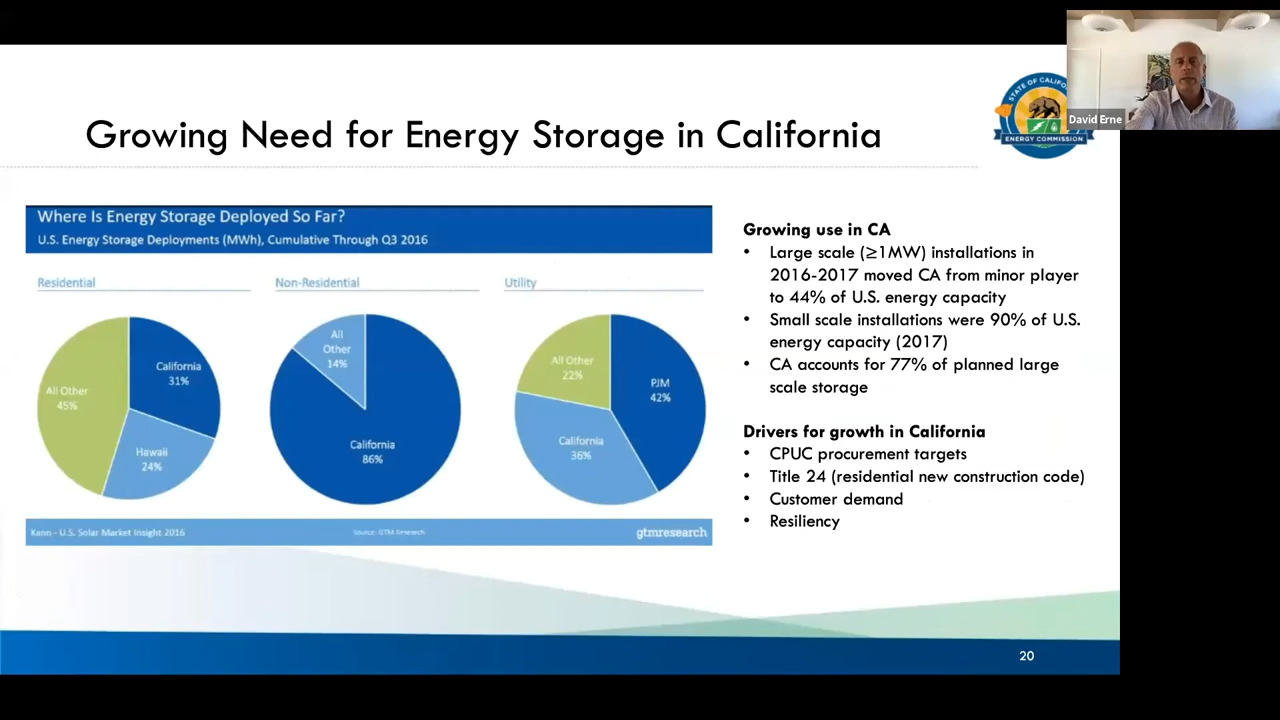 David Erne
STATE OF CALIFO
ENERGY COMMISSION
Growing Need for Energy Storage in California
Where Is Energy Storage Deployed So Far?
U.S. Energy Storage Deployments (MWh), Cumulative Through Q3 2016
Residential
Non-Residential
Utility
California
31%
Hawaii
24%
All Other
45%
All
Other
14%
California
86%
All Other
22%
PJM
42%
California
36%
Kann - U.S. Solar Market Insight 2016
Source: GTM Research
gtmresearch
Growing use in CA
• Large scale (≥1MW) installations in
2016-2017 moved CA from minor player
to 44% of U.S. energy capacity
• Small scale installations were 90% of U.S.
energy capacity (2017)
• CA accounts for 77% of planned large
scale storage
Drivers for growth in California
• CPUC procurement targets
• Title 24 (residential new construction code)
• Customer demand
• Resiliency
20